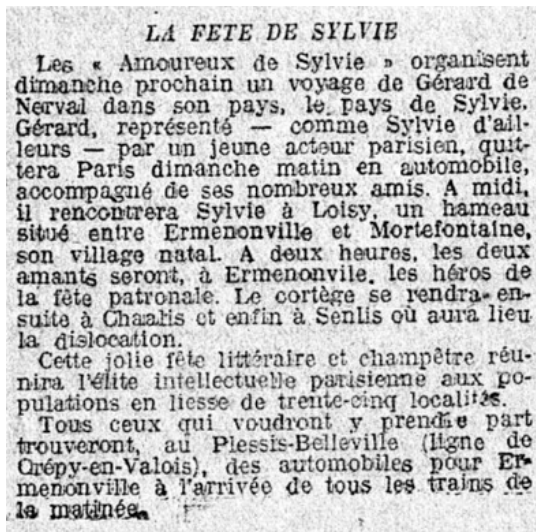 LA FETE DE SYLVIE
Les « Amoureux de Sylvie » organisent
dimanche prochain un voyage de Gérard de
Nerval dans son pays, le pays de Sylvie.
Gérard, représenté — comme Sylvie d'ail-
leurs — par un jeune acteur parisien, quit-
tera Paris dimanche matin en automobile,
accompagné de ses nombreux amis. A midi,
il rencontrera Sylvie à Loisy, un hameau
situé entre Ermenonville et Mortefontaine,
son village natal. A deux heures, les deux
amants seront, à Ermenonvile, les héros de
la fête patronale. Le cortège se rendra en-
suite à Chaalis et enfin à Senlis où aura lieu
la dislocation.
Cette jolie fête littéraire et champêtre réu-
nira l'élite intellectuelle parisienne aux po-
pulations en liesse de trente-cinq localités.
Tous ceux qui voudront y prendre part
trouveront, au Plessis-Belleville (ligne de
Crépy-en-Valois), des automobiles pour Er-
menonville à l'arrivée de tous les trains de
la matinée.